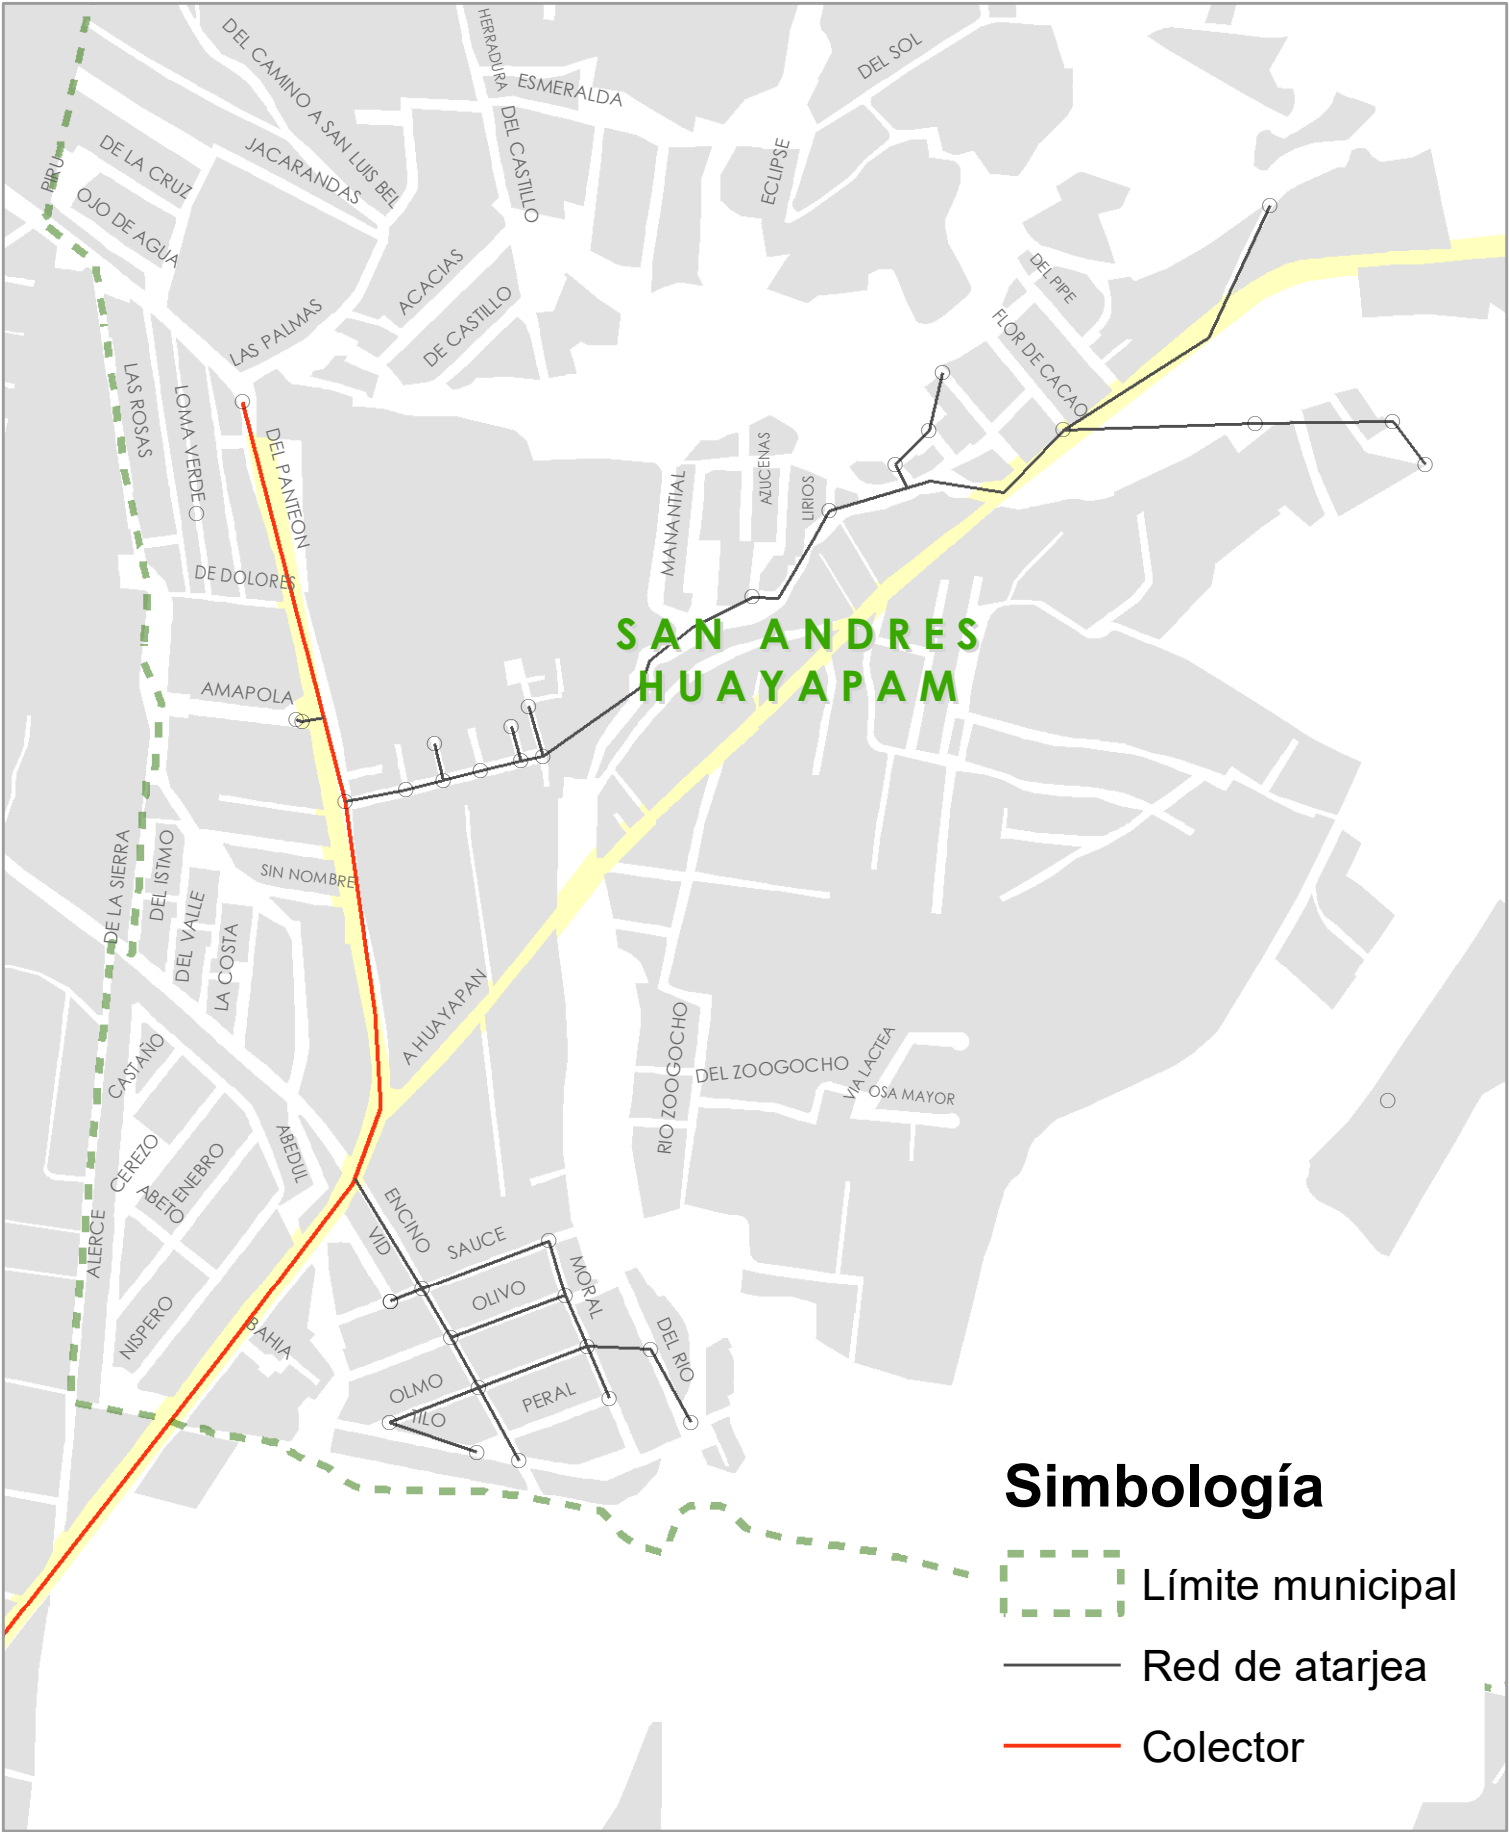 HERRADURA
DEL CAMINO A SAN LUIS BEL
DEL SOL
ESMERALDA
DEL CASTILLO
ECLIPSE
PIRU
DE LA CRUZ
JACARANDAS
OJO DE AGUA
ACACIAS
DEL PIPE
LAS PALMAS
DE CASTILLO
FLOR DE CACAO
LAS ROSAS
LOMA VERDE
DEL PANTEON
MANANTIAL
AZUCENAS
LIRIOS
DE DOLORES
SAN ANDRES
HUAYAPAM
AMAPOLA
DE LA SIERRA
DEL ISTMO
DEL VALLE
LA COSTA
SIN NOMBRE
A HUAYAPAN
RIO ZOOGOCHO
DEL ZOOGOCHO
VIA LACTEA
OSA MAYOR
CASTAÑO
CEREZO
ABETO
TENEBRO
ABEDUL
ALERCE
ENCINO
VID
SAUCE
MORAL
OLIVO
NISPERO
BAHIA
DEL RIO
OLMO
TILO
PERAL
Simbología
Límite municipal
Red de atarjea
Colector